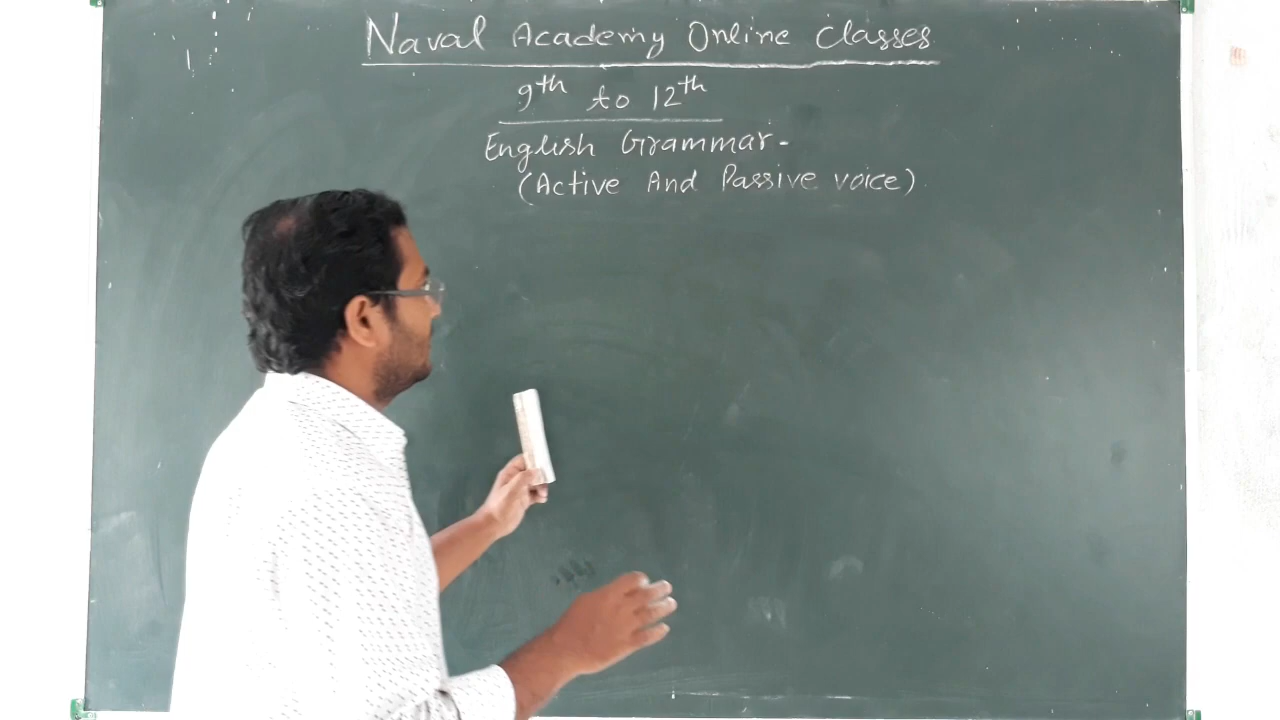 Naval Academy Online Classes
9th to 12th
English Grammar-
(Active And Passive voice)